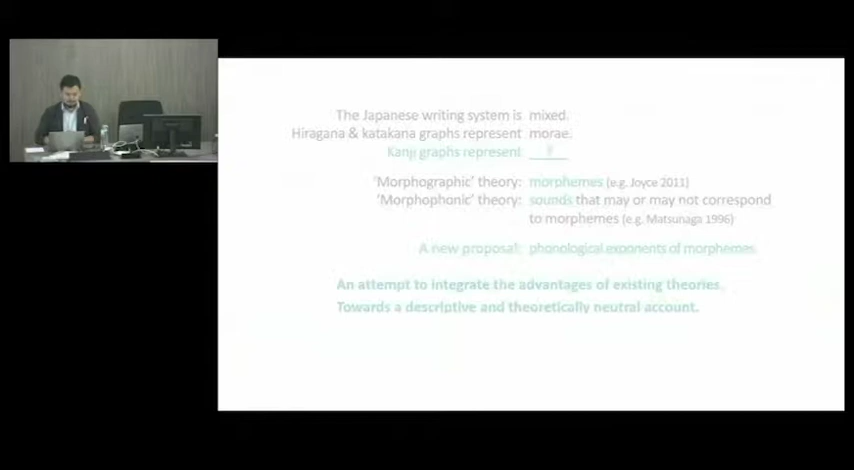 The Japanese writing system is mixed.
Hiragana & katakana graphs represent morae.
Kanji graphs represent ?
'Morphographic' theory: morphemes (e.g. Joyce 2011)
'Morphophonic' theory: sounds that may or may not correspond
to morphemes (e.g. Matsunaga 1996)
A new proposal: phonological exponents of morphemes.
An attempt to integrate the advantages of existing theories.
Towards a descriptive and theoretically neutral account.